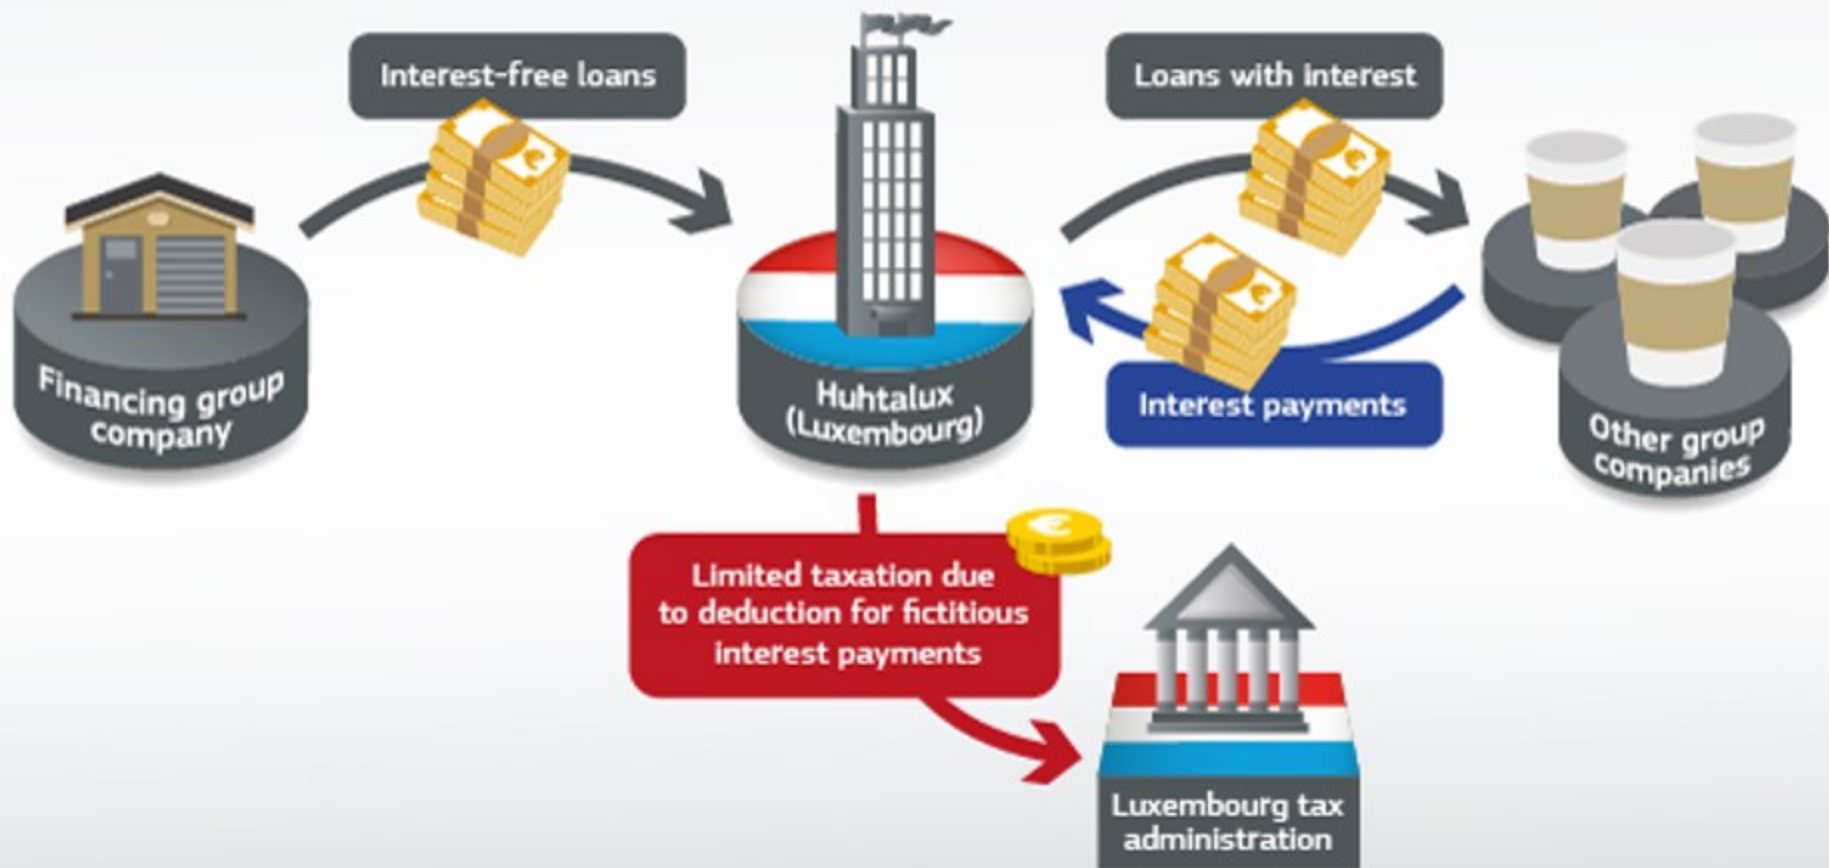 Interest-free loans
Loans with interest
Financing group
company
Huhtalux
(Luxembourg)
Interest payments
Other group
companies
Limited taxation due
to deduction for fictitious
interest payments
Luxembourg tax
administration